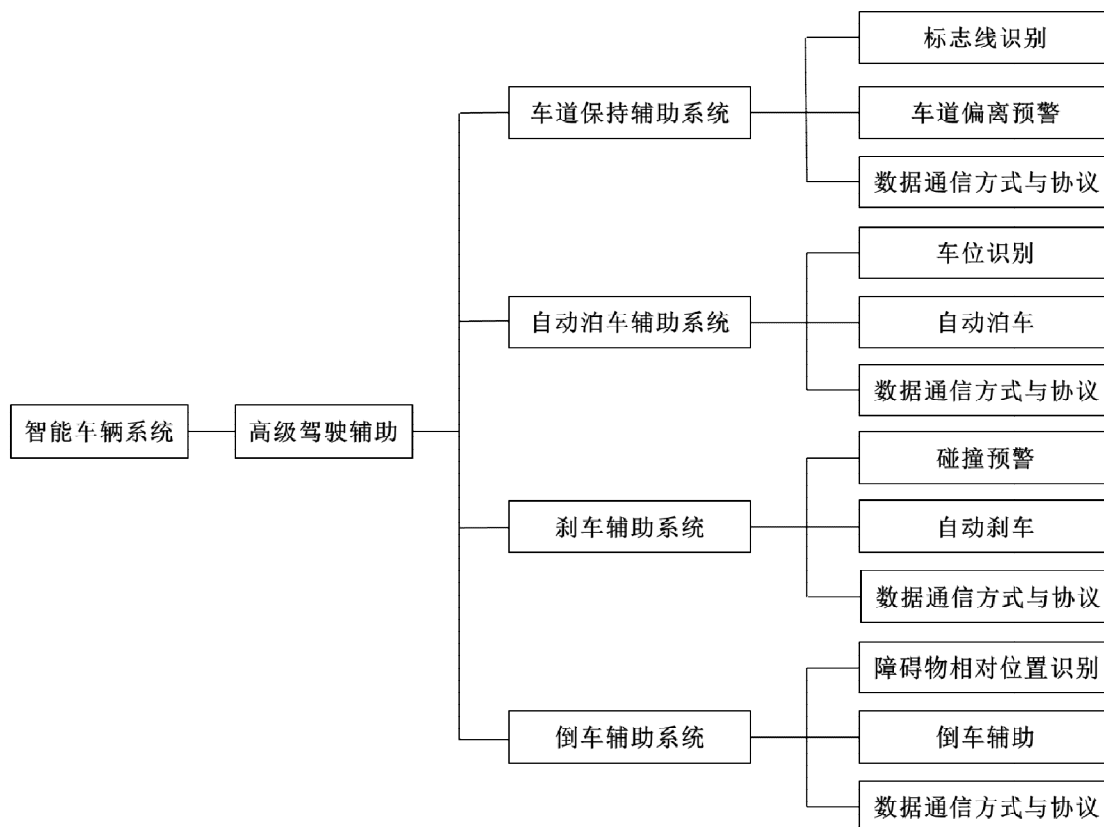 标志线识别
车道保持辅助系统
车道偏离预警
数据通信方式与协议
车位识别
自动泊车辅助系统
自动泊车
数据通信方式与协议
智能车辆系统
高级驾驶辅助
碰撞预警
刹车辅助系统
自动刹车
数据通信方式与协议
障碍物相对位置识别
倒车辅助系统
倒车辅助
数据通信方式与协议